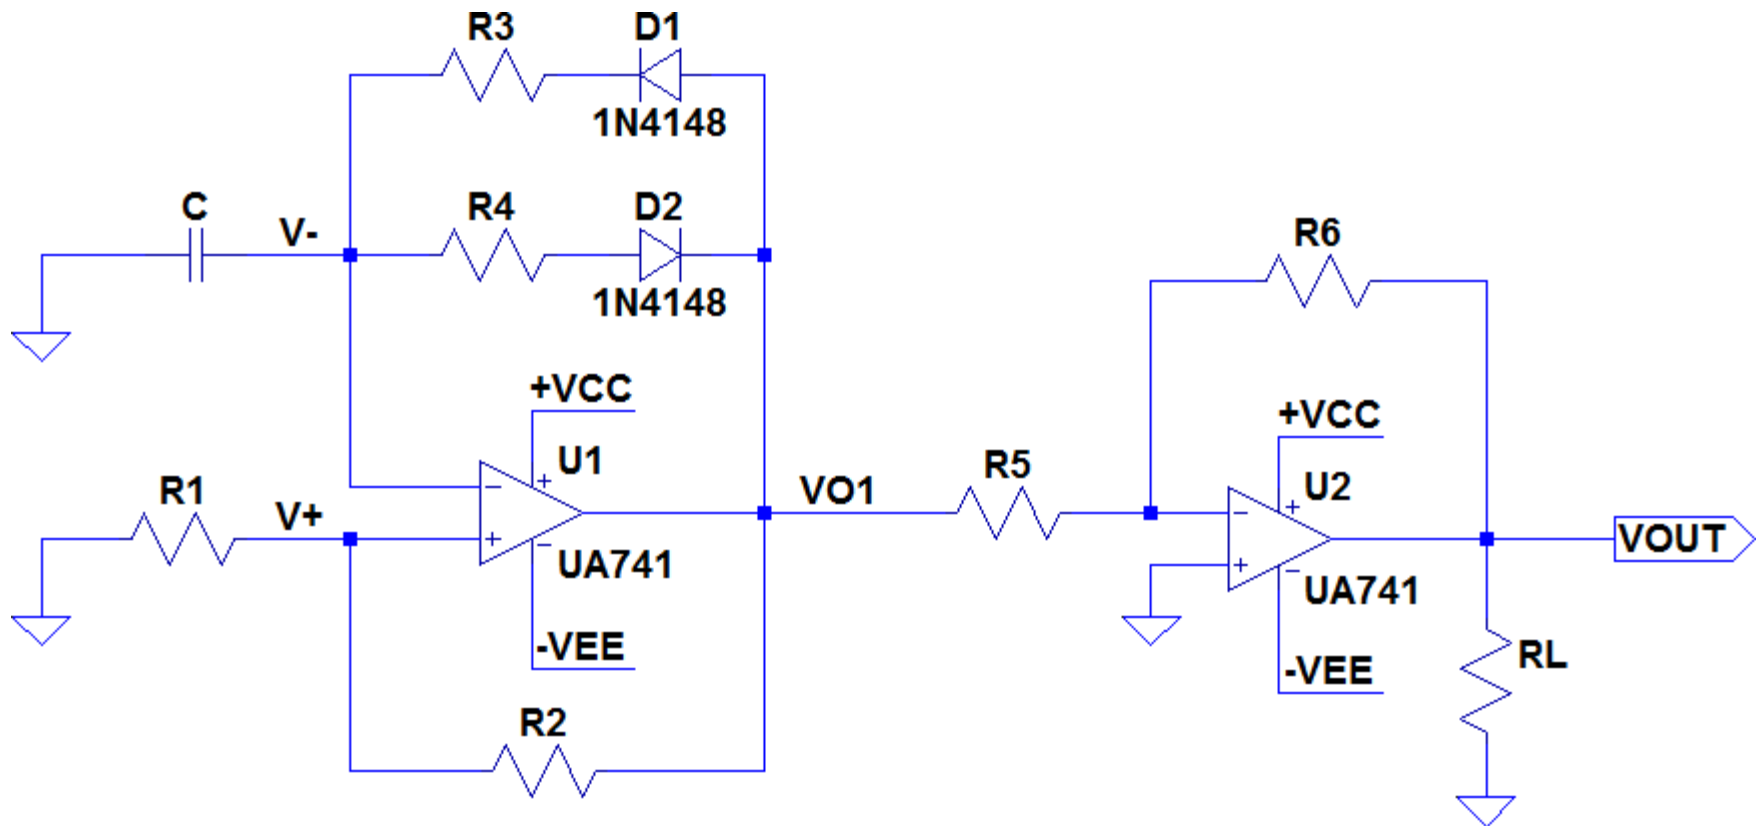 R3
D1
1N4148
C
V-
R4
D2
1N4148
R6
+VCC
U1
+
-
+
-
UA741
-VEE
R1
V+
R2
VO1
R5
+VCC
U2
+
-
+
-
UA741
-VEE
VOUT
RL